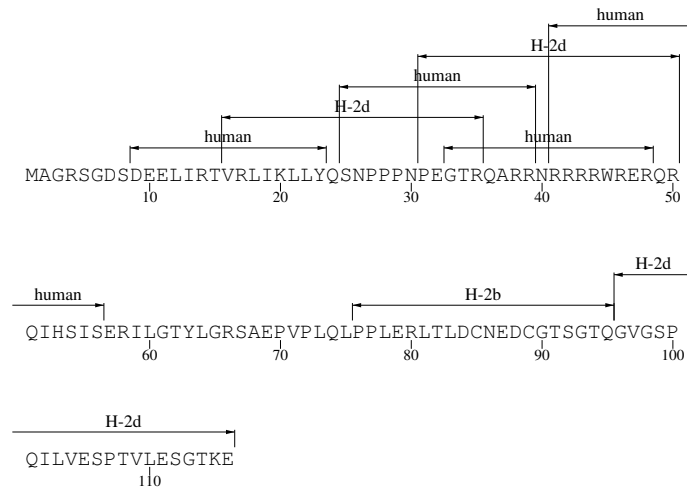 human
H-2d
human
H-2d
human human
MAGRSGDSDEELIRTVRLIKLLYQSNPPPNPEGTRQARRNRRRRWRERQR
10 20 30 40 50
H-2d
human H-2b
QIHSISERILGTYLGRSAEPVPLQLPPLERLTLDCNEDCGTSGTQGVGSP
60 70 80 90 100
H-2d
QILVESPTVLESGTKE
110